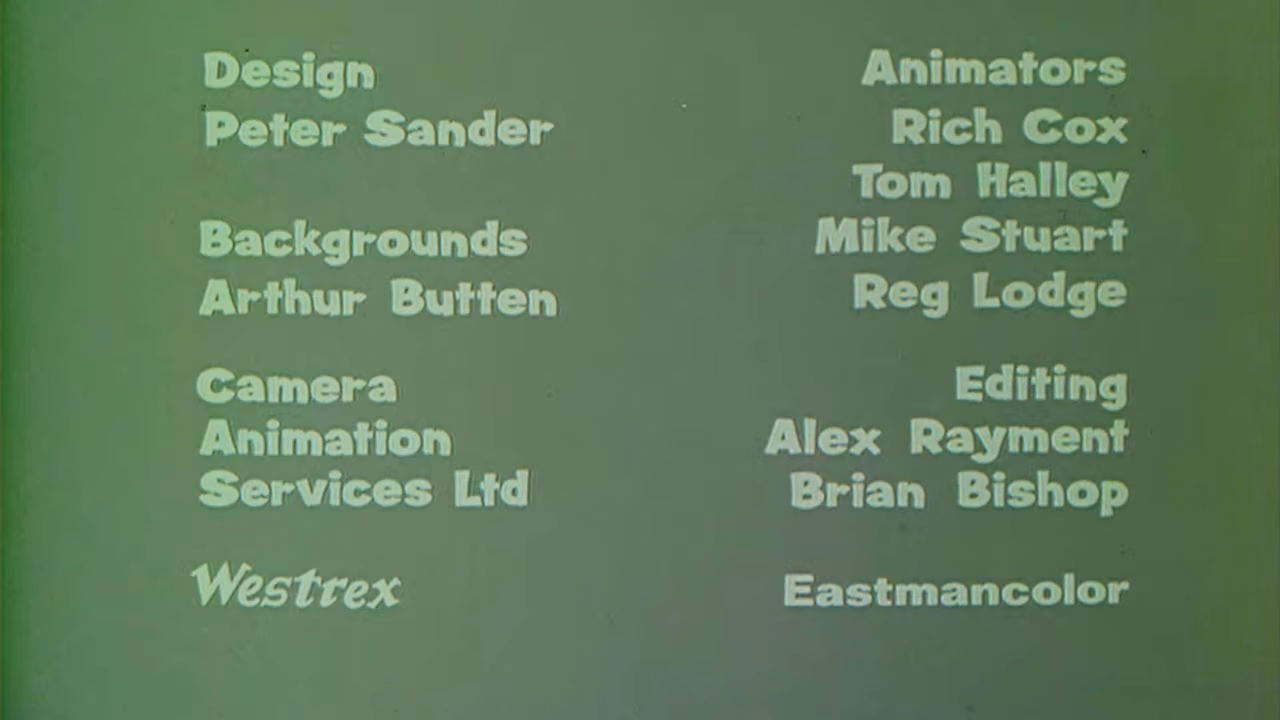 Design
Peter Sander
Backgrounds
Arthur Butten
Camera
Animation
Services Ltd
Westrex
Animators
Rich Cox
Tom Halley
Mike Stuart
Reg Lodge
Editing
Alex Rayment
Brian Bishop
Eastmancolor